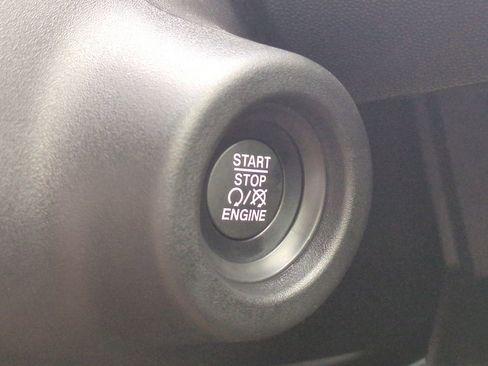 START
STOP
/
ENGINE